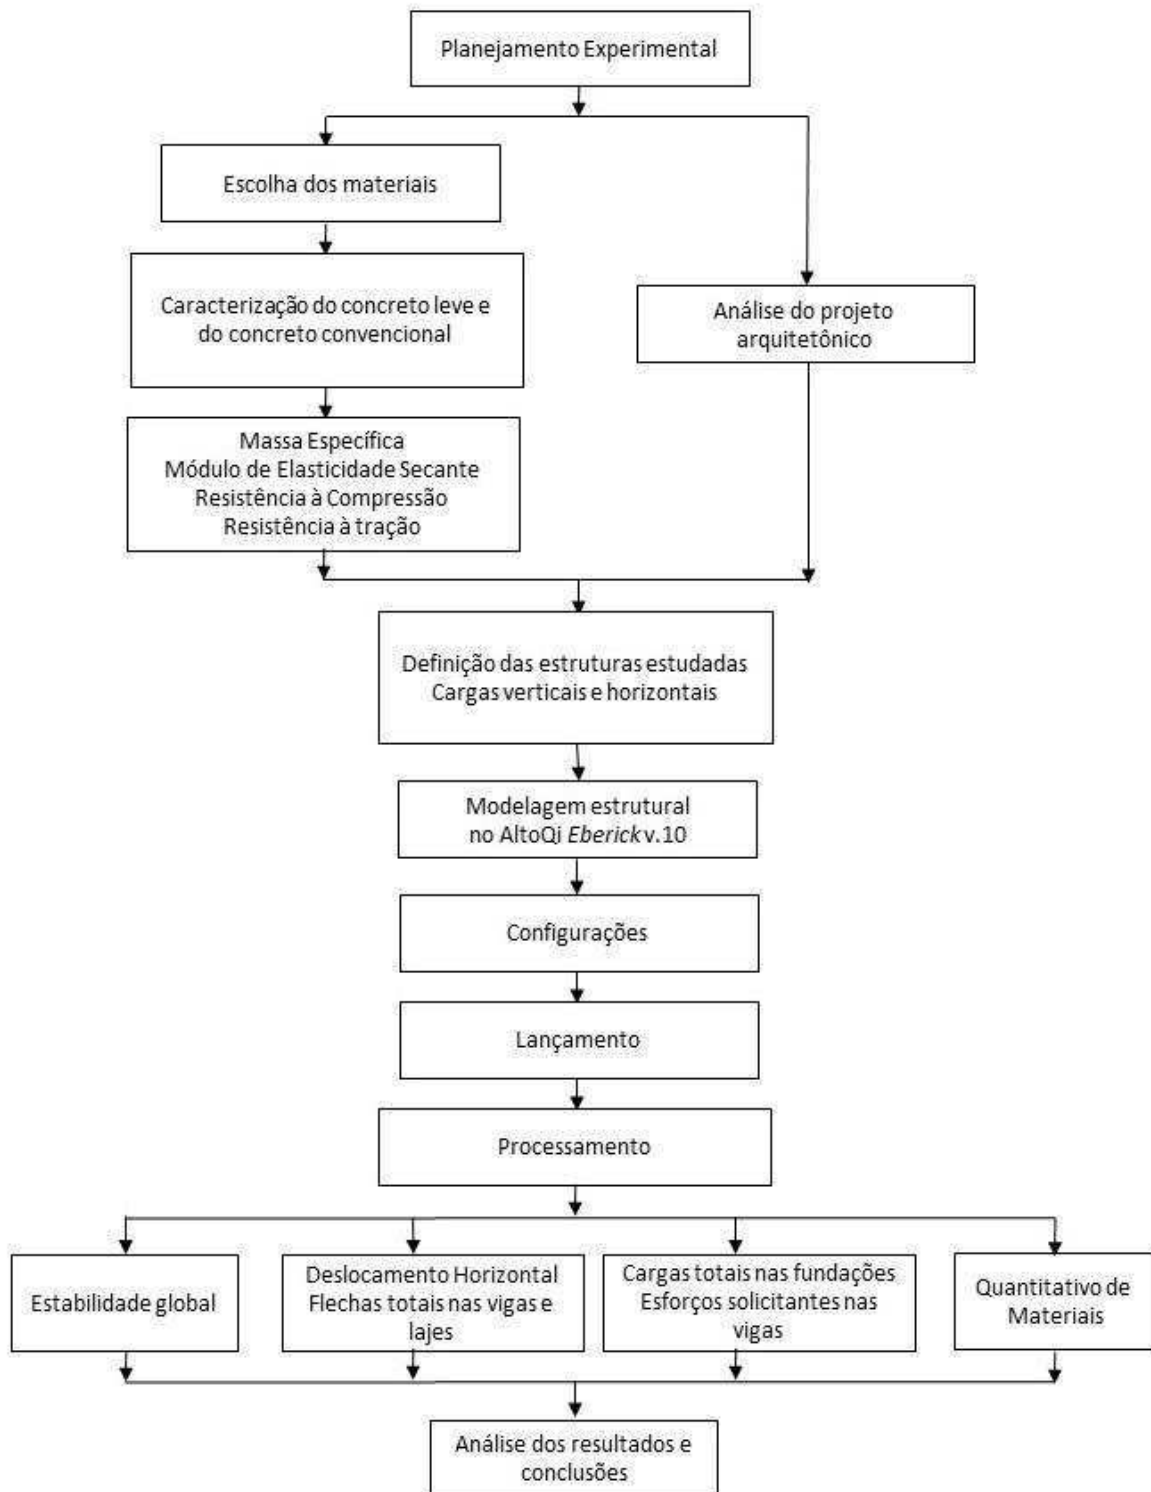 Planejamento Experimental
Escolha dos materiais
Caracterização do concreto leve e
do concreto convencional
Análise do projeto
arquitetônico
Massa Específica
Módulo de Elasticidade Secante
Resistência à Compressão
Resistência à tração
Definição das estruturas estudadas
Cargas verticais e horizontais
Modelagem estrutural
no AltoQi Eberick v.10
Configurações
Lançamento
Processamento
Estabilidade global
Deslocamento Horizontal
Flechas totais nas vigas e
lajes
Cargas totais nas fundações
Esforços solicitantes nas
vigas
Quantitativo de
Materiais
Análise dos resultados e
conclusões